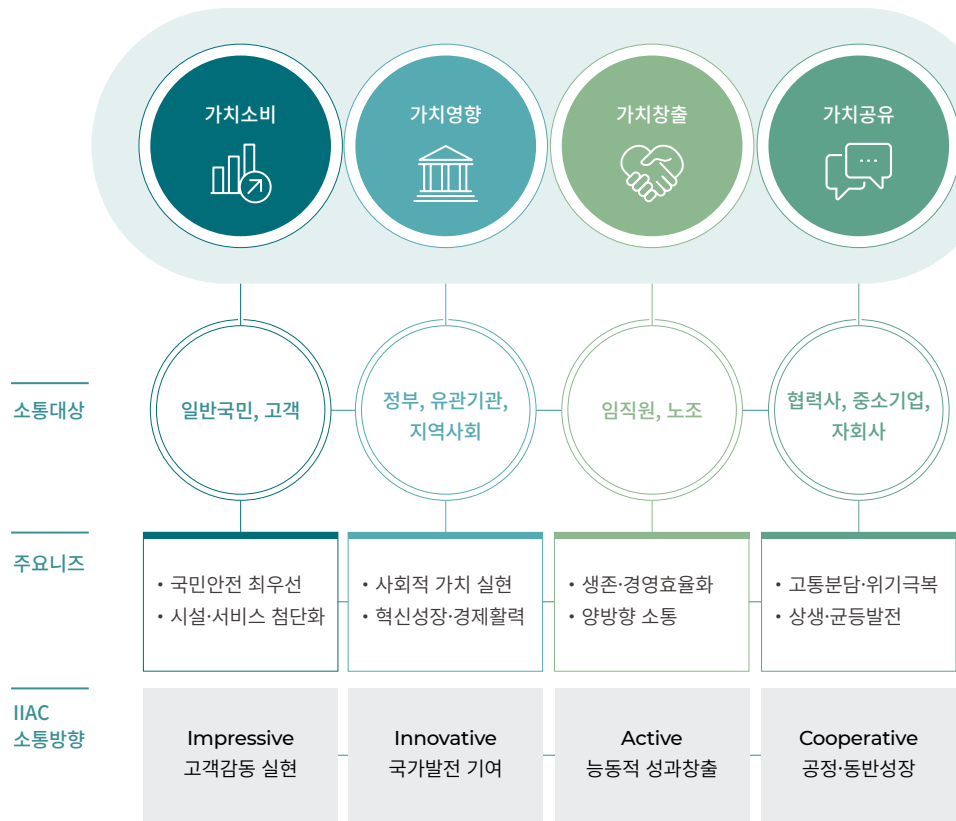 가치소비
가치영향
가치창출
가치공유
소통대상
일반국민, 고객
정부, 유관기관,
지역사회
임직원, 노조
협력사, 중소기업,
자회사
주요니즈
• 국민안전 최우선
• 시설·서비스 첨단화
• 사회적 가치 실현
• 혁신성장·경제활력
• 생존·경영효율화
• 양방향 소통
• 고통분담·위기극복
• 상생·균등발전
IIAC
소통방향
Impressive
고객감동 실현
Innovative
국가발전 기여
Active
능동적 성과창출
Cooperative
공정·동반성장